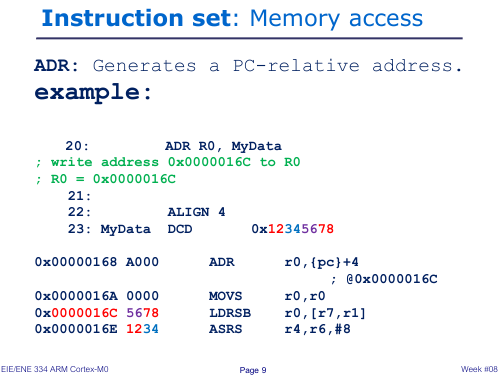 Instruction set: Memory access
ADR: Generates a PC-relative address.
example:
20: ADR R0, MyData
; write address 0x0000016C to R0
; R0 = 0x0000016C
21:
22: ALIGN 4
23: MyData DCD 0x12345678
0x00000168 A000 ADR r0,{pc}+4
; @0x0000016C
0x0000016A 0000 MOVS r0,r0
0x0000016C 5678 LDRSB r0,[r7,r1]
0x0000016E 1234 ASRS r4,r6,#8
EIE/ENE 334 ARM Cortex-M0 Page 9 Week #08